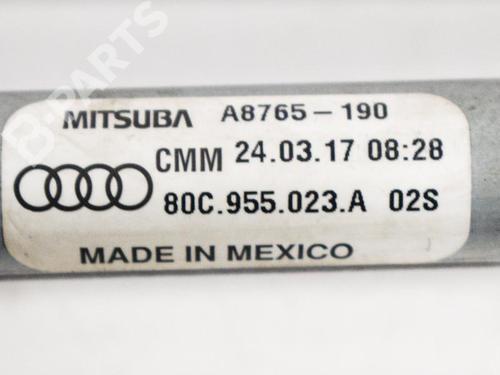 B-PARTS
MITSUBA A8765-190
CMM 24.03.17 08:28
80C.955.023.A 02S
MADE IN MEXICO